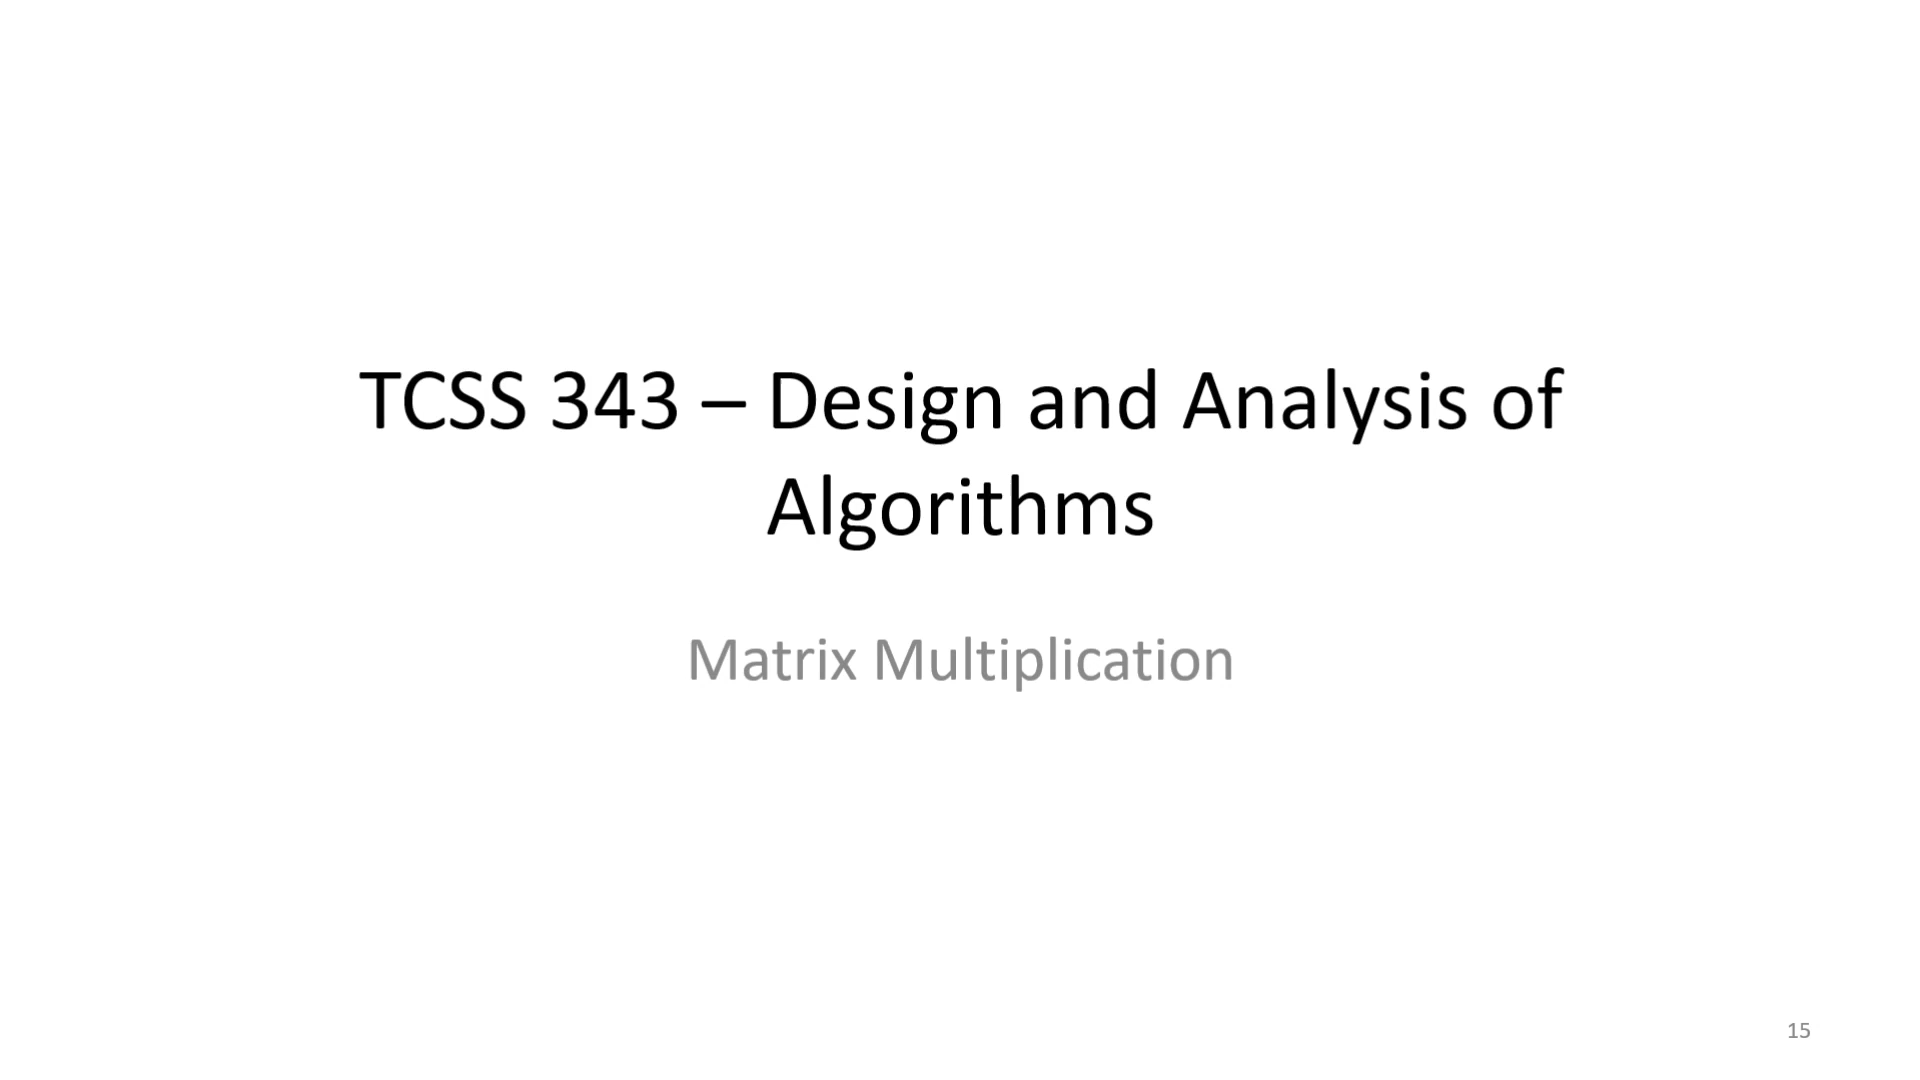 TCSS 343 – Design and Analysis of
Algorithms
Matrix Multiplication
15